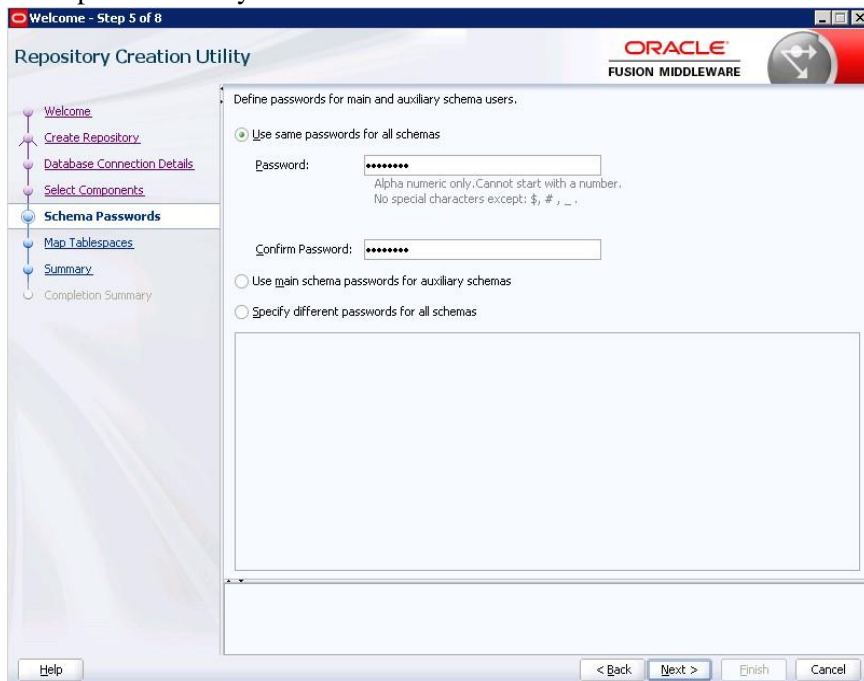 Welcome - Step 5 of 8
Repository Creation Utility
ORACLE
FUSION MIDDLEWARE
Welcome
Create Repository
Database Connection Details
Select Components
Schema Passwords
Map Tablespaces
Summary
Completion Summary
Define passwords for main and auxiliary schema users.
Use same passwords for all schemas
Password: ••••••••
Alpha numeric only.Cannot start with a number.
No special characters except: $, # , _ .
Confirm Password: ••••••••
Use main schema passwords for auxiliary schemas
Specify different passwords for all schemas
Help
< Back Next > Finish Cancel